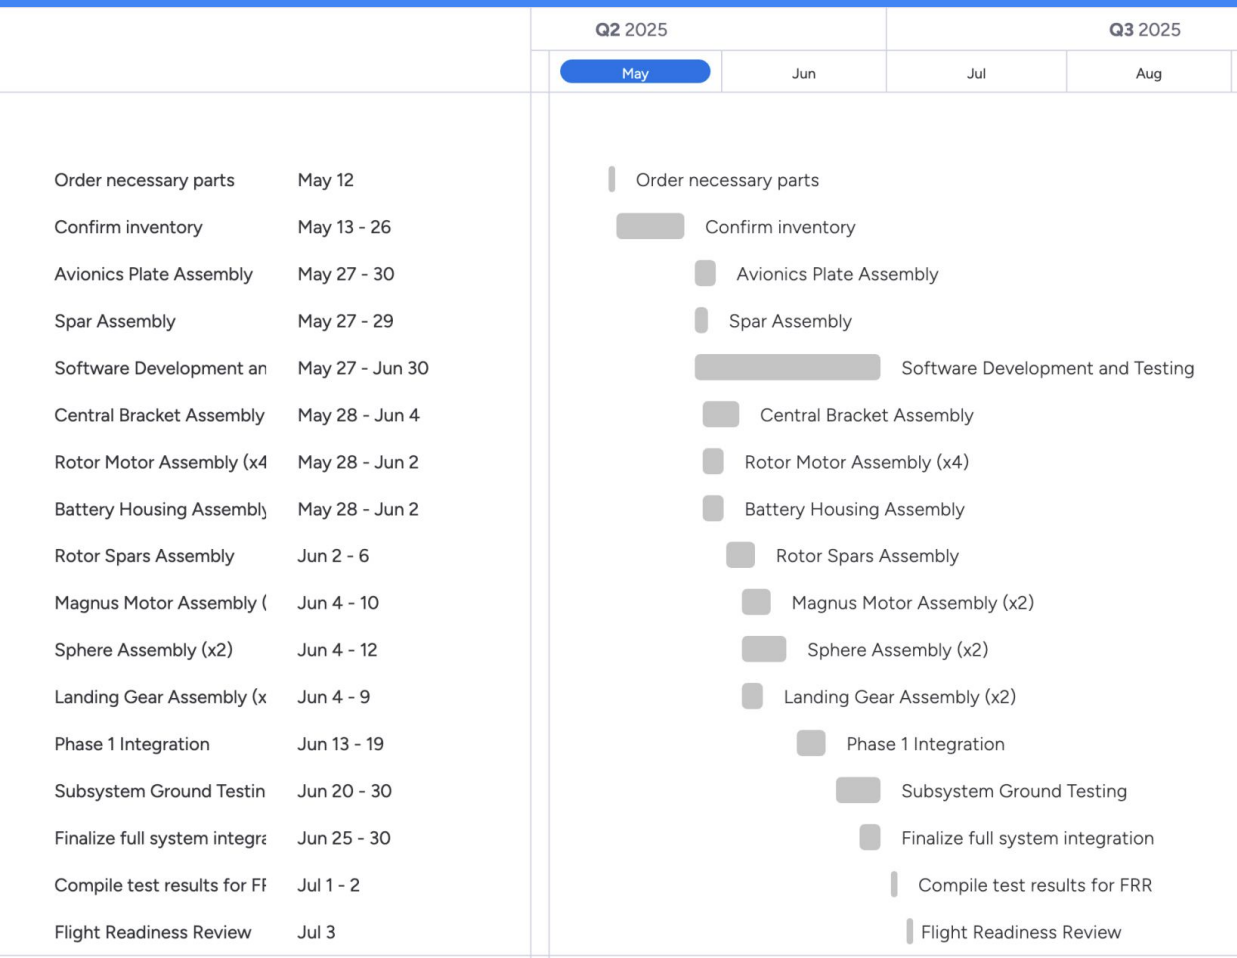 Q2 2025 Q3 2025
May Jun Jul Aug
Order necessary parts May 12 Order necessary parts
Confirm inventory May 13 - 26 Confirm inventory
Avionics Plate Assembly May 27 - 30 Avionics Plate Assembly
Spar Assembly May 27 - 29 Spar Assembly
Software Development an May 27 - Jun 30 Software Development and Testing
Central Bracket Assembly May 28 - Jun 4 Central Bracket Assembly
Rotor Motor Assembly (x4 May 28 - Jun 2 Rotor Motor Assembly (x4)
Battery Housing Assembly May 28 - Jun 2 Battery Housing Assembly
Rotor Spars Assembly Jun 2 - 6 Rotor Spars Assembly
Magnus Motor Assembly ( Jun 4 - 10 Magnus Motor Assembly (x2)
Sphere Assembly (x2) Jun 4 - 12 Sphere Assembly (x2)
Landing Gear Assembly (x Jun 4 - 9 Landing Gear Assembly (x2)
Phase 1 Integration Jun 13 - 19 Phase 1 Integration
Subsystem Ground Testin Jun 20 - 30 Subsystem Ground Testing
Finalize full system integra Jun 25 - 30 Finalize full system integration
Compile test results for FF Jul 1 - 2 Compile test results for FRR
Flight Readiness Review Jul 3 Flight Readiness Review